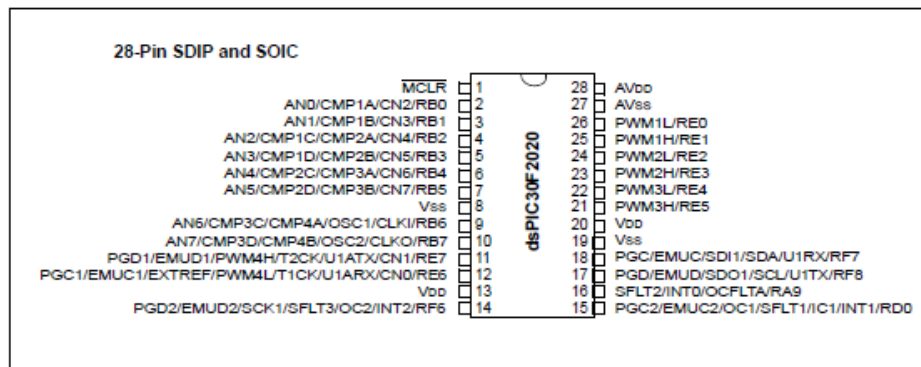 28-Pin SDIP and SOIC
MCLR 1 28 AVDD
AN0/CMP1A/CN2/RB0 2 27 AVSS
AN1/CMP1B/CN3/RB1 3 26 PWM1L/RE0
AN2/CMP1C/CMP2A/CN4/RB2 4 25 PWM1H/RE1
AN3/CMP1D/CMP2B/CN5/RB3 5 24 PWM2L/RE2
AN4/CMP2C/CMP3A/CN6/RB4 6 23 PWM2H/RE3
AN5/CMP2D/CMP3B/CN7/RB5 7 22 PWM3L/RE4
VSS 8 21 PWM3H/RE5
AN6/CMP3C/CMP4A/OSC1/CLKI/RB6 9 20 VDD
AN7/CMP3D/CMP4B/OSC2/CLKO/RB7 10 19 VSS
PGD1/EMUD1/PWM4H/T2CK/U1ATX/CN1/RE7 11 18 PGC/EMUC/SDI1/SDA/U1RX/RF7
PGC1/EMUC1/EXTREF/PWM4L/T1CK/U1ARX/CN0/RE6 12 17 PGD/EMUD/SDO1/SCL/U1TX/RF8
VDD 13 16 SFLT2/INT0/OCFLTA/RA9
PGD2/EMUD2/SCK1/SFLT3/OC2/INT2/RF6 14 15 PGC2/EMUC2/OC1/SFLT1/IC1/INT1/RD0
dsPIC30F2020